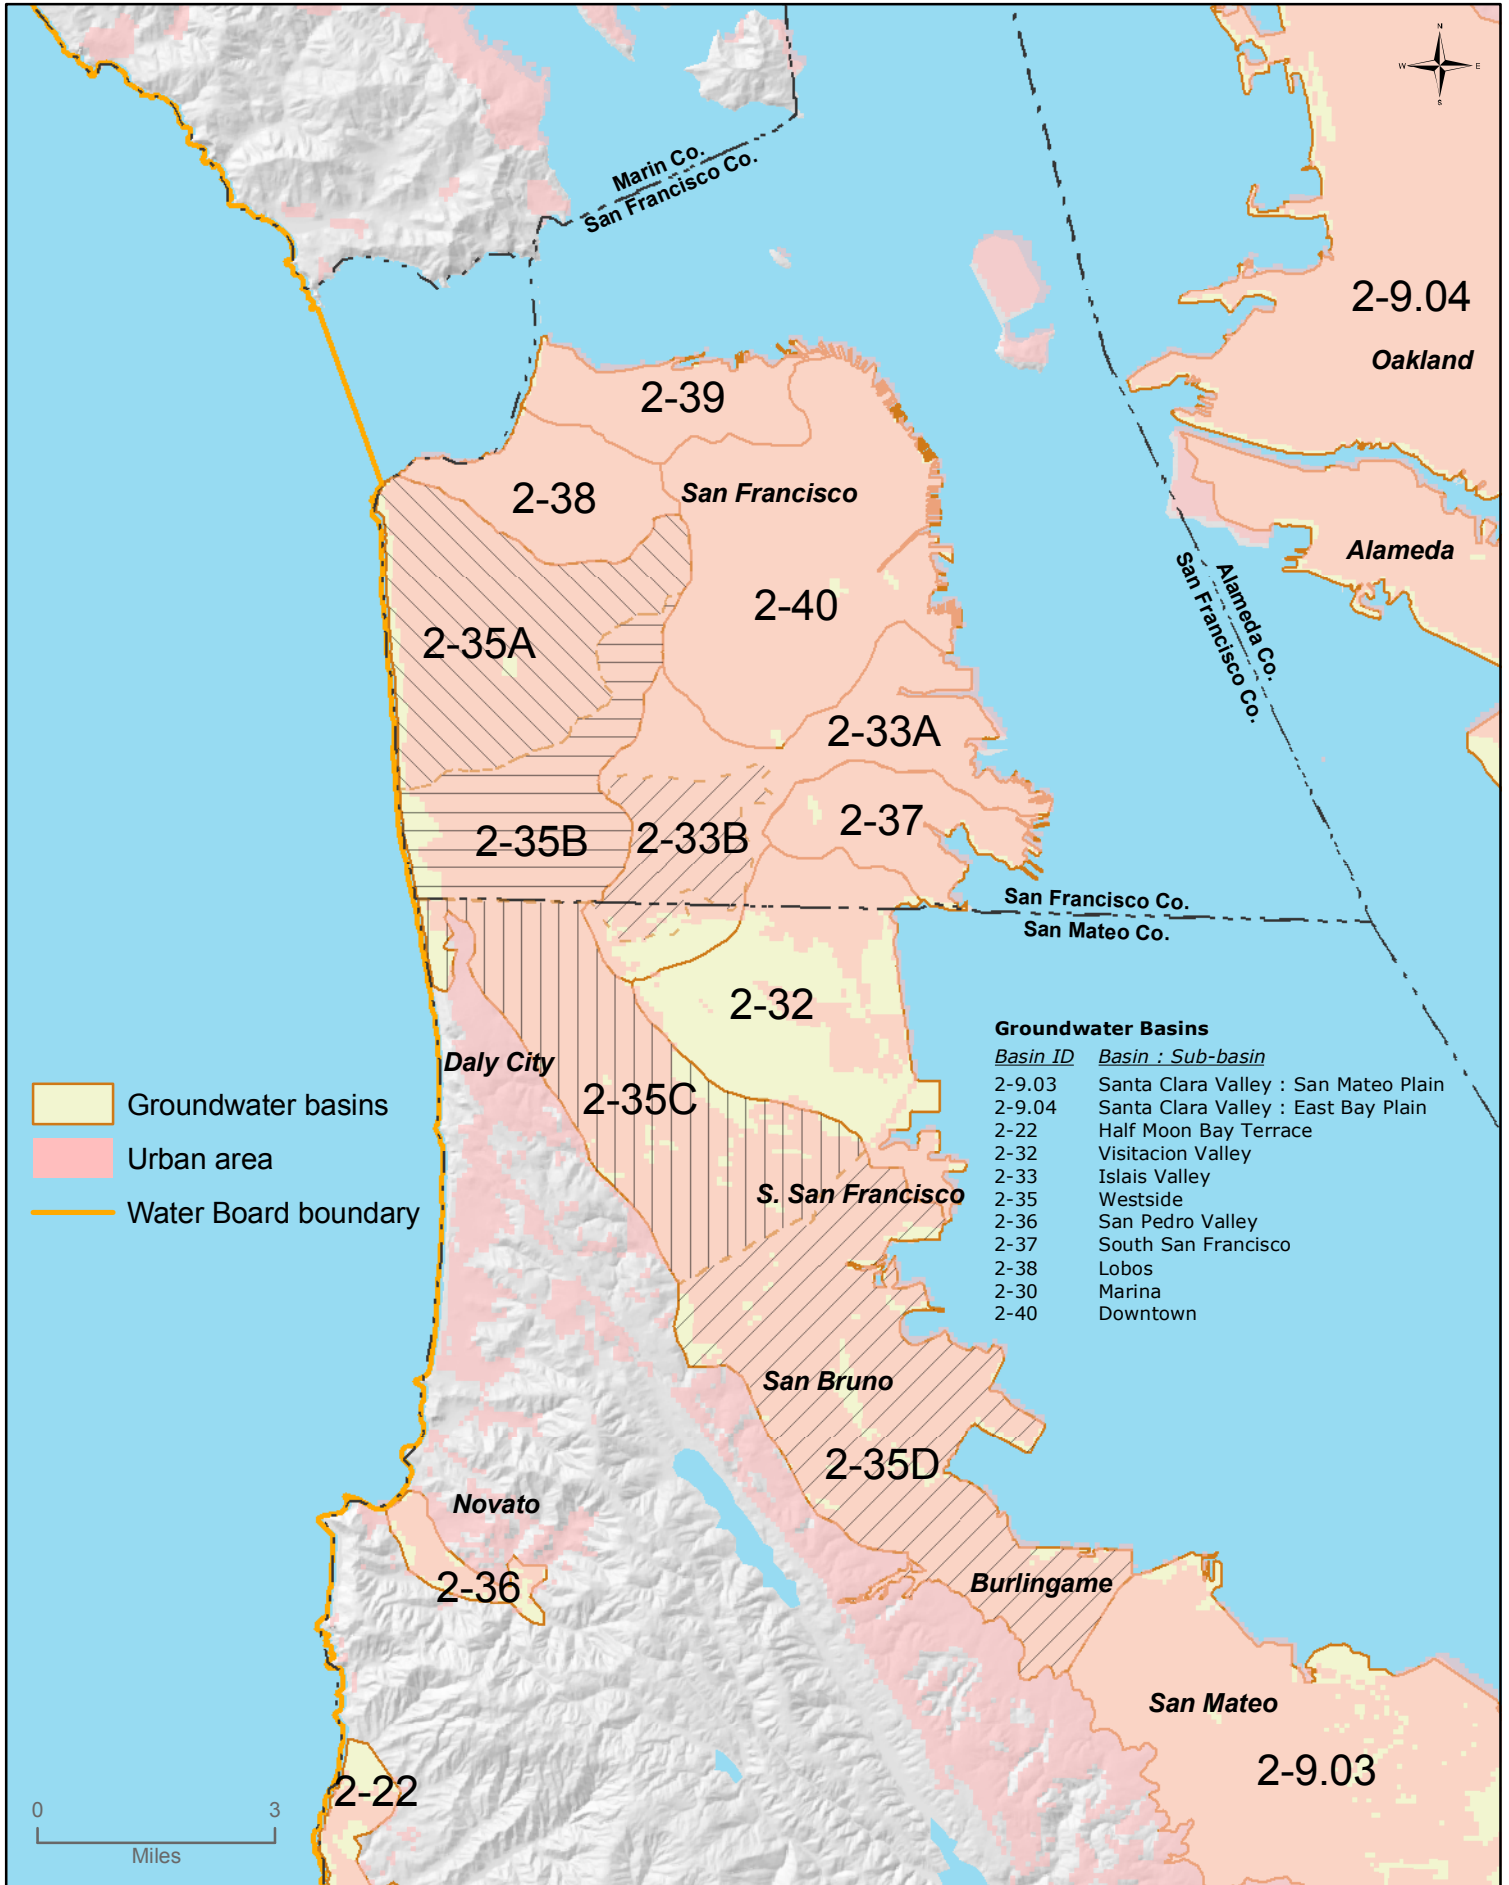 N
W E
S
Marin Co.
San Francisco Co.
2-9.04
Oakland
2-39
2-38
San Francisco
Alameda
Alameda Co.
San Francisco Co.
2-40
2-35A
2-33A
2-37
2-35B
2-33B
San Francisco Co.
San Mateo Co.
2-32
Daly City
2-35C
Groundwater basins
Urban area
Water Board boundary
Groundwater Basins
Basin ID Basin : Sub-basin
2-9.03 Santa Clara Valley : San Mateo Plain
2-9.04 Santa Clara Valley : East Bay Plain
2-22 Half Moon Bay Terrace
2-32 Visitacion Valley
2-33 Islais Valley
2-35 Westside
2-36 San Pedro Valley
2-37 South San Francisco
2-38 Lobos
2-30 Marina
2-40 Downtown
S. San Francisco
San Bruno
2-35D
Novato
2-36
Burlingame
San Mateo
2-9.03
2-22
0 3
Miles